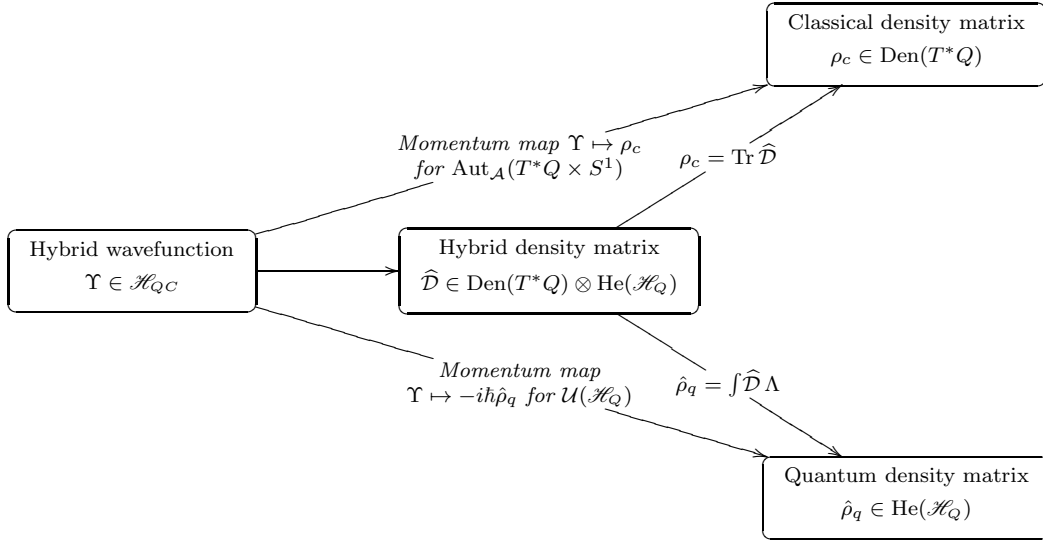 Classical density matrix
ρ_c ∈ Den(T*Q)
Momentum map Υ ↦ ρ_c
for Aut_𝒜(T*Q × S¹)
ρ_c = Tr 𝒟̂
Hybrid wavefunction
Υ ∈ ℋ_QC
Hybrid density matrix
𝒟̂ ∈ Den(T*Q) ⊗ He(ℋ_Q)
Momentum map
Υ ↦ −iℏρ̂_q for 𝒰(ℋ_Q)
ρ̂_q = ∫𝒟̂ Λ
Quantum density matrix
ρ̂_q ∈ He(ℋ_Q)